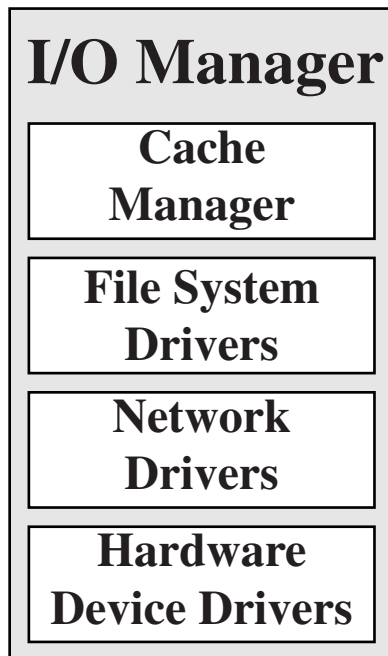 I/O Manager
Cache
Manager
File System
Drivers
Network
Drivers
Hardware
Device Drivers